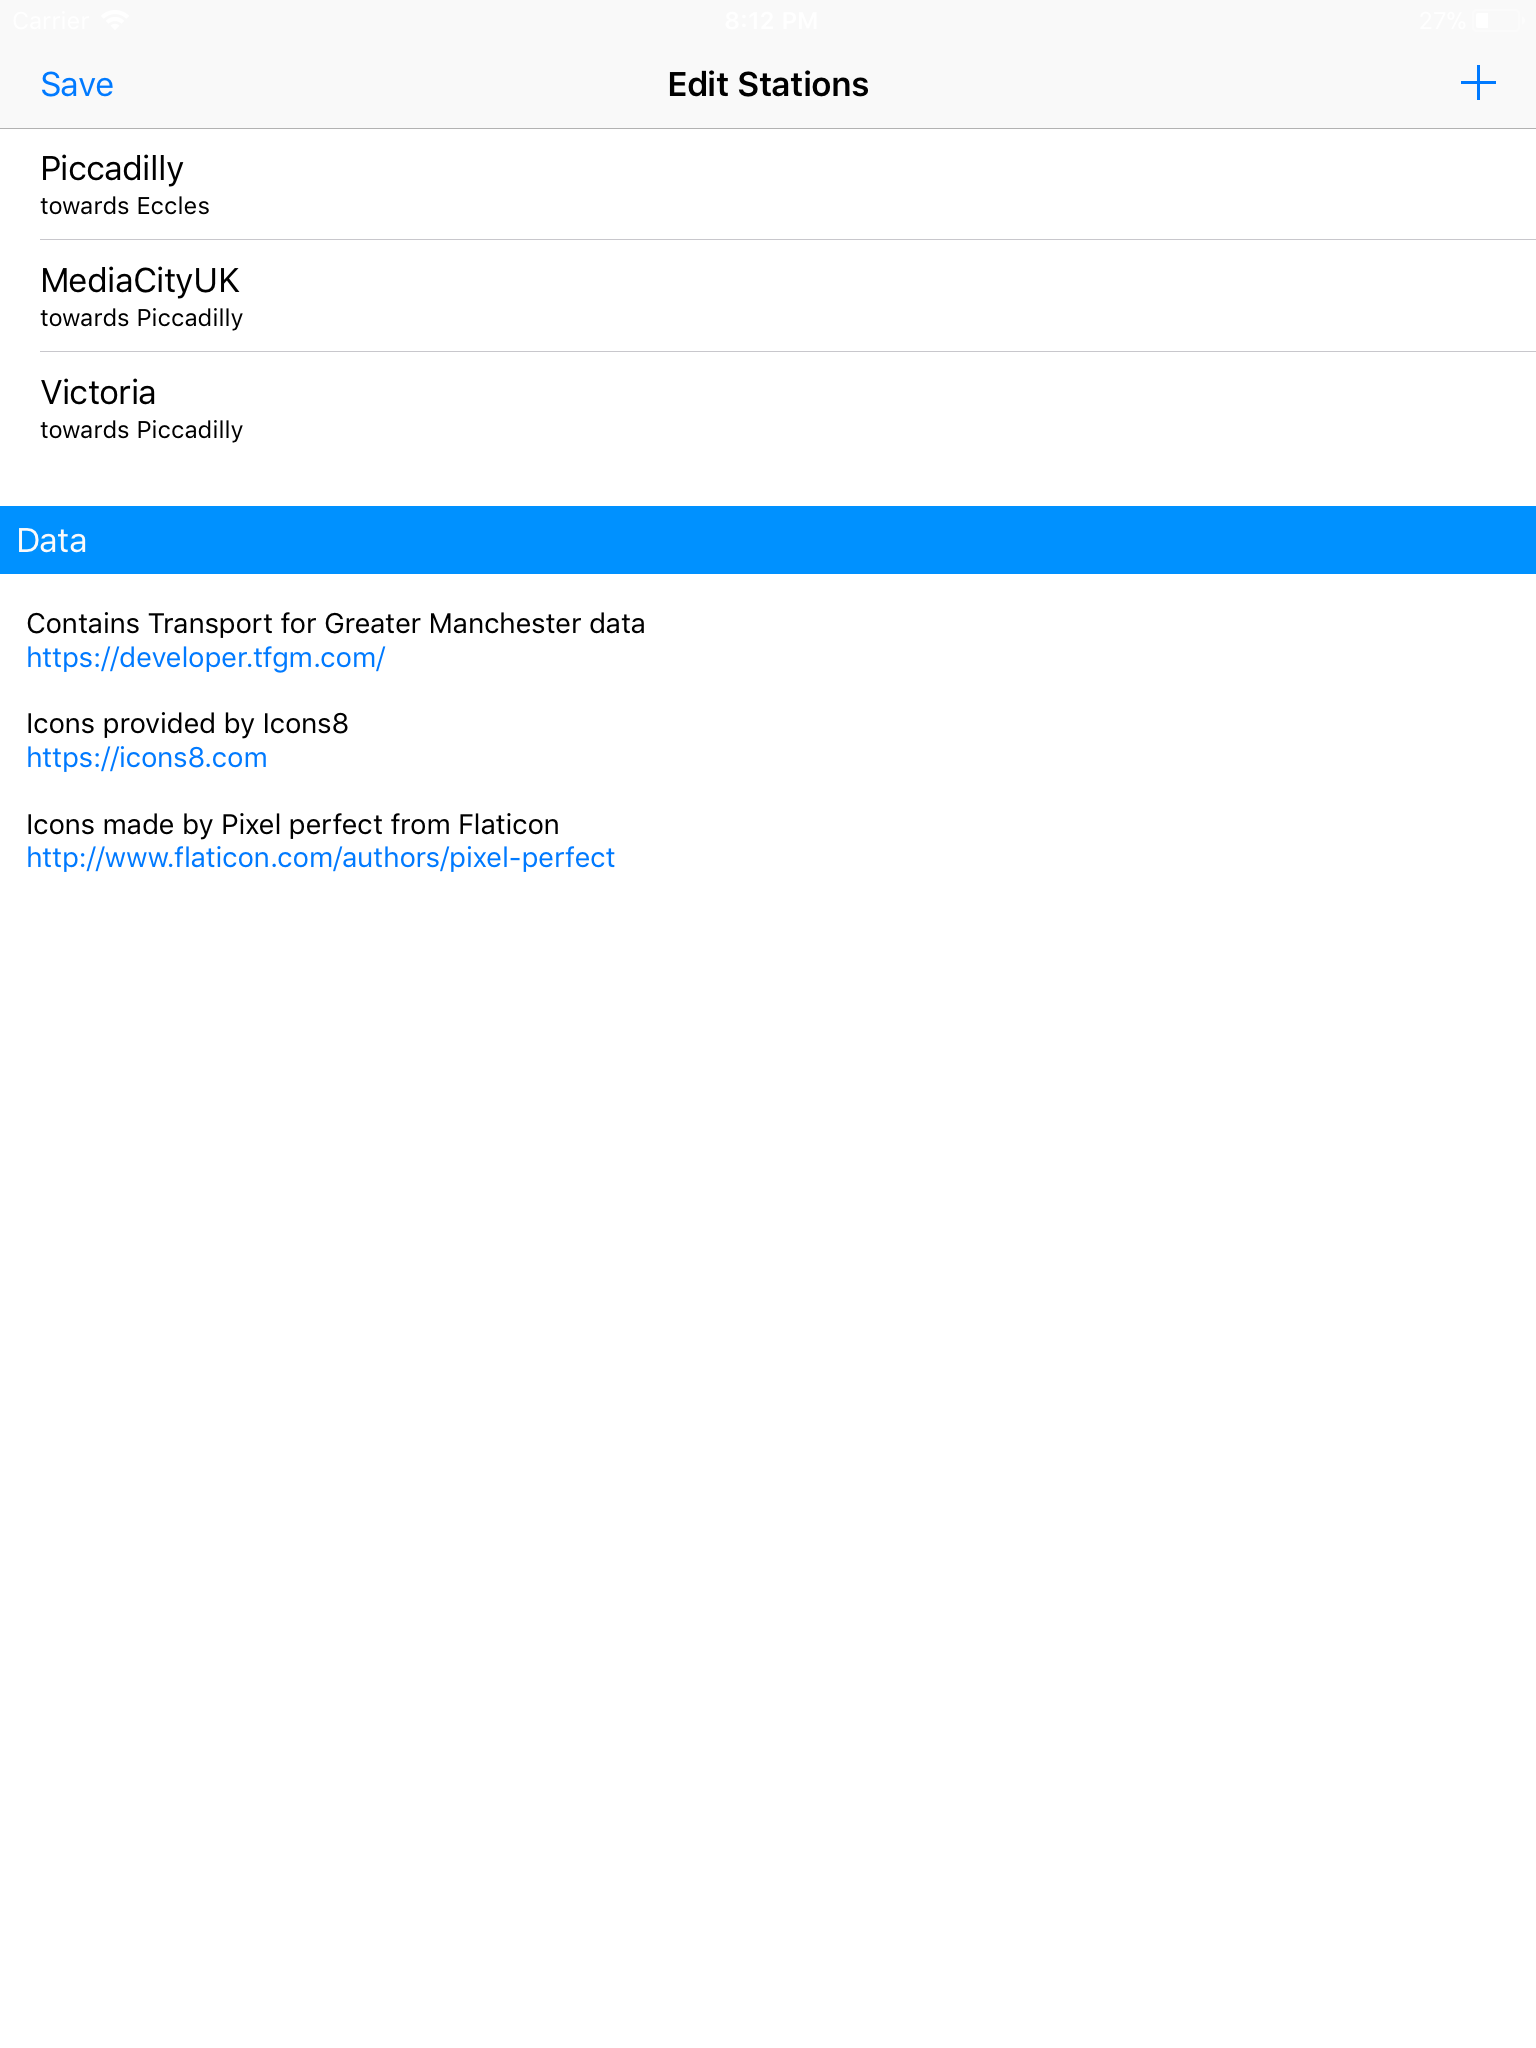 Carrier 8:12 PM 27%
Save Edit Stations
Piccadilly
towards Eccles
MediaCityUK
towards Piccadilly
Victoria
towards Piccadilly
Data
Contains Transport for Greater Manchester data
https://developer.tfgm.com/
Icons provided by Icons8
https://icons8.com
Icons made by Pixel perfect from Flaticon
http://www.flaticon.com/authors/pixel-perfect